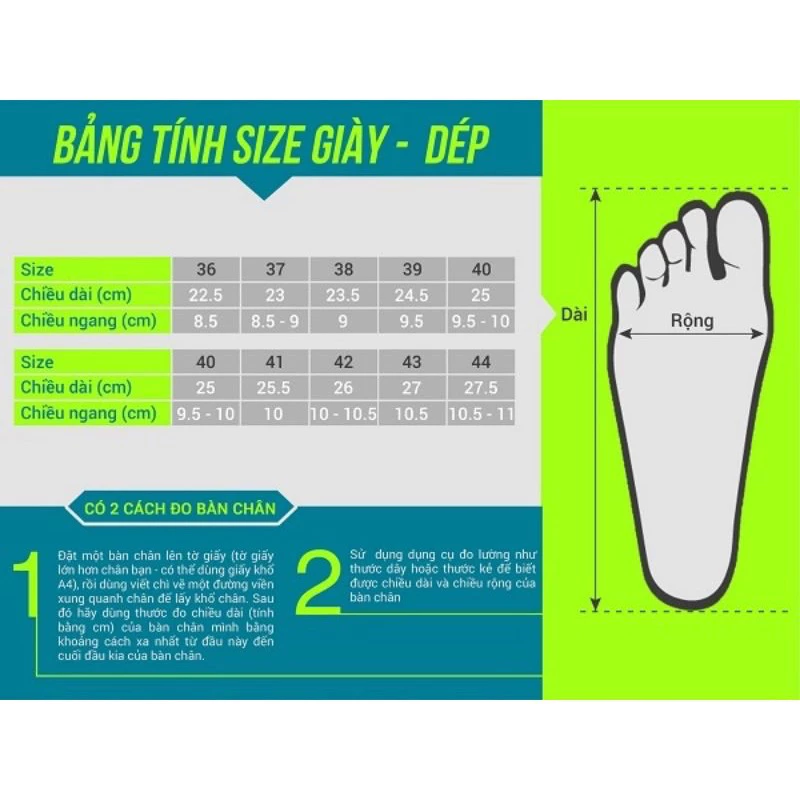 BẢNG TÍNH SIZE GIÀY - DÉP
Size 36 37 38 39 40
Chiều dài (cm) 22.5 23 23.5 24.5 25
Chiều ngang (cm) 8.5 8.5 - 9 9 9.5 9.5 - 10
Size 40 41 42 43 44
Chiều dài (cm) 25 25.5 26 27 27.5
Chiều ngang (cm) 9.5 - 10 10 10 - 10.5 10.5 10.5 - 11
Dài
Rộng
CÓ 2 CÁCH ĐO BÀN CHÂN
1
Đặt một bàn chân lên tờ giấy (tờ giấy
lớn hơn chân bạn - có thể dùng giấy khổ
A4), rồi dùng viết chì vẽ một đường viền
xung quanh chân để lấy khổ chân. Sau
đó hãy dùng thước đo chiều dài (tính
bằng cm) của bàn chân mình bằng
khoảng cách xa nhất từ đầu này đến
cuối đầu kia của bàn chân.
2
Sử dụng dụng cụ đo lường như
thước dây hoặc thước kẻ để biết
được chiều dài và chiều rộng của
bàn chân